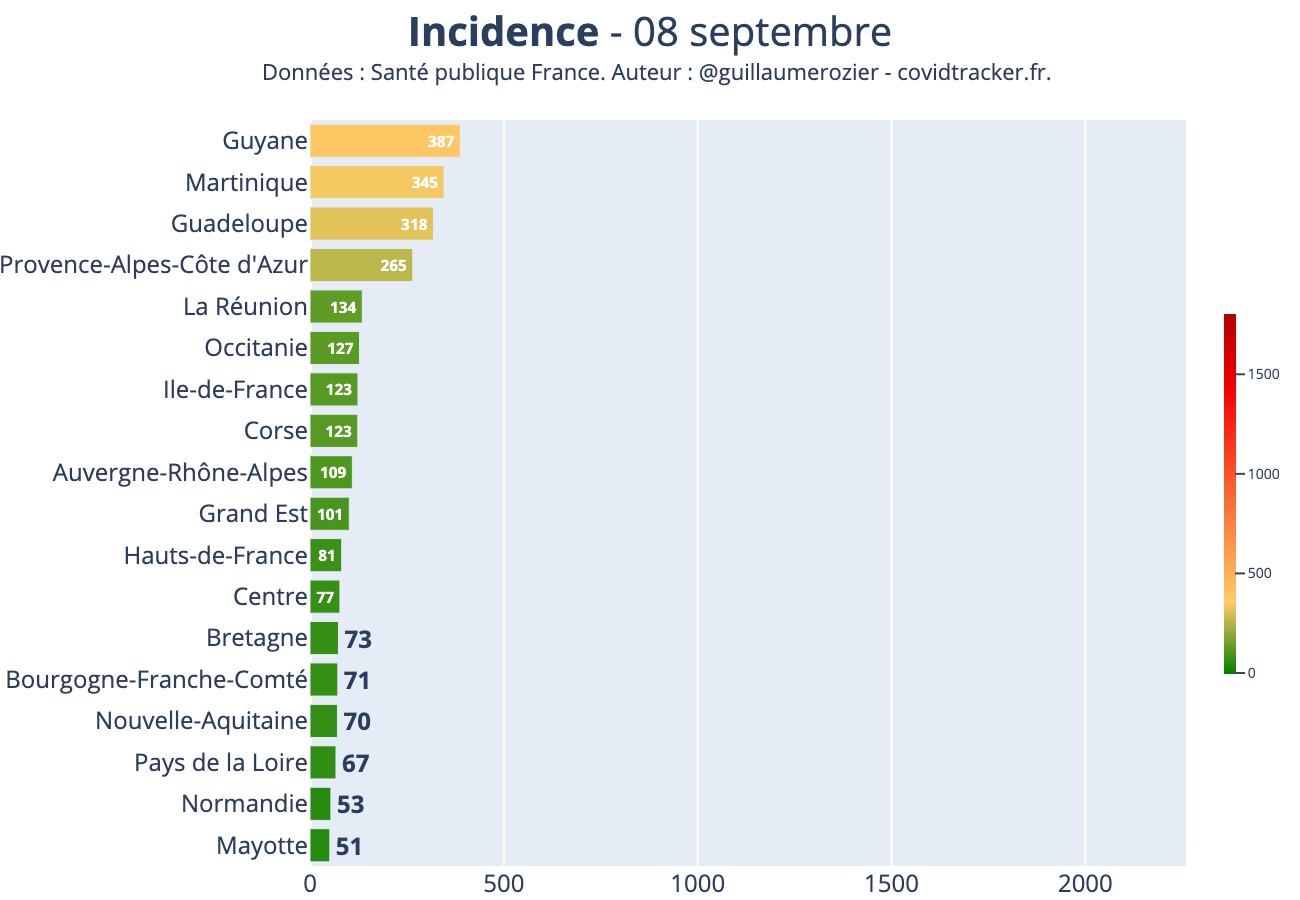 Incidence - 08 septembre
Données : Santé publique France. Auteur : @guillaumerozier - covidtracker.fr.
Guyane 387
Martinique 345
Guadeloupe 318
Provence-Alpes-Côte d'Azur 265
La Réunion 134
Occitanie 127
Ile-de-France 123
Corse 123
Auvergne-Rhône-Alpes 109
Grand Est 101
Hauts-de-France 81
Centre 77
Bretagne 73
Bourgogne-Franche-Comté 71
Nouvelle-Aquitaine 70
Pays de la Loire 67
Normandie 53
Mayotte 51
0 500 1000 1500 2000
1500
1000
500
0